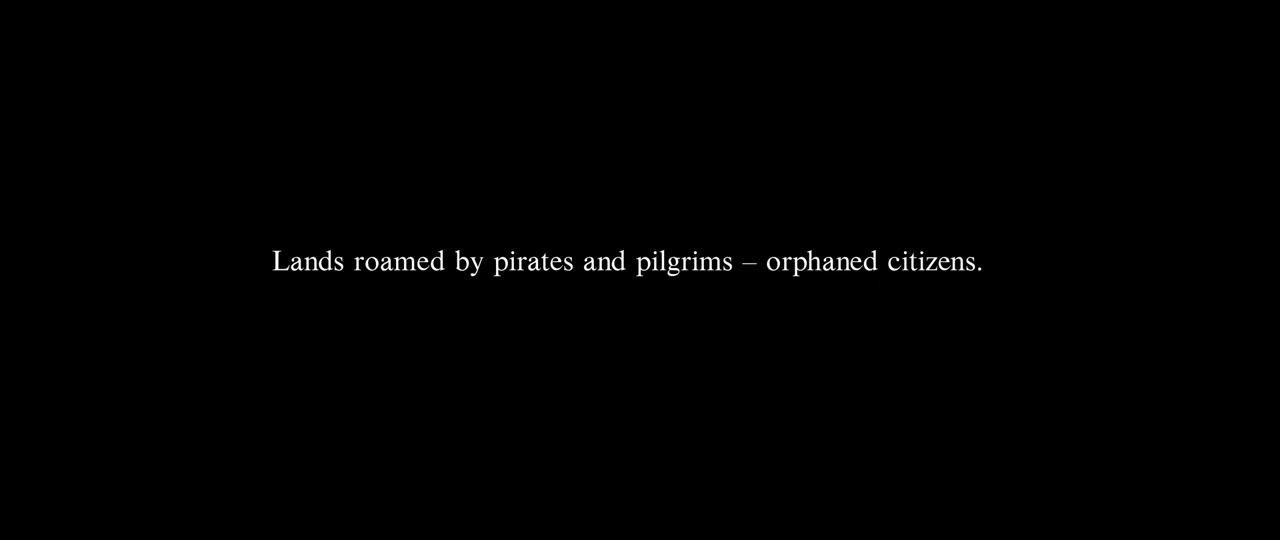 Lands roamed by pirates and pilgrims – orphaned citizens.